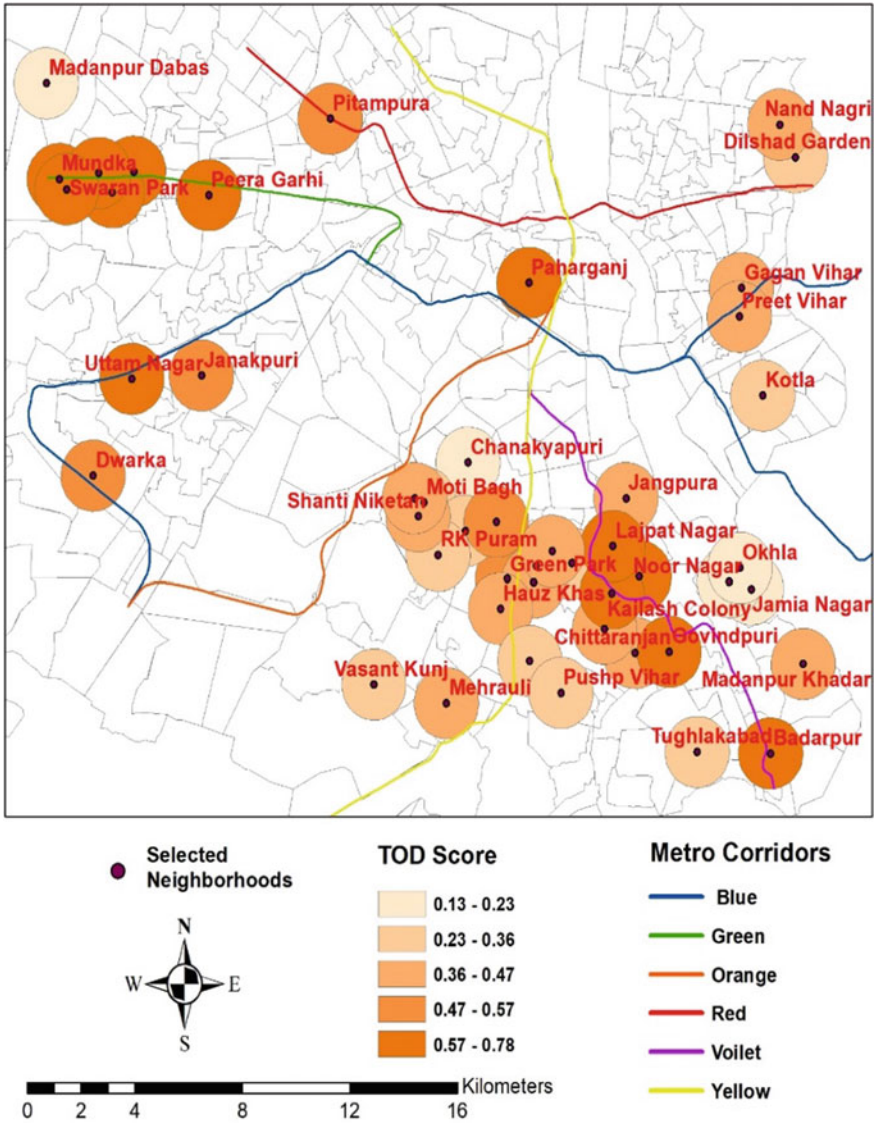 Madanpur Dabas
Pitampura
Nand Nagri
Dilshad Garden
Mundka
Swaran Park
Peera Garhi
Paharganj
Gagan Vihar
Preet Vihar
Uttam Nagar
Janakpuri
Kotla
Dwarka
Chanakyapuri
Shanti Niketan
Moti Bagh
Jangpura
RK Puram
Lajpat Nagar
Okhla
Green Park
Noor Nagar
Hauz Khas
Kailash Colony
Jamia Nagar
Chittaranjan
Govindpuri
Vasant Kunj
Mehrauli
Pushp Vihar
Madanpur Khadar
Tughlakabad
Badarpur
Selected
Neighborhoods
N
W
E
S
0 2 4 8 12 16
Kilometers
TOD Score
0.13 - 0.23
0.23 - 0.36
0.36 - 0.47
0.47 - 0.57
0.57 - 0.78
Metro Corridors
Blue
Green
Orange
Red
Voilet
Yellow